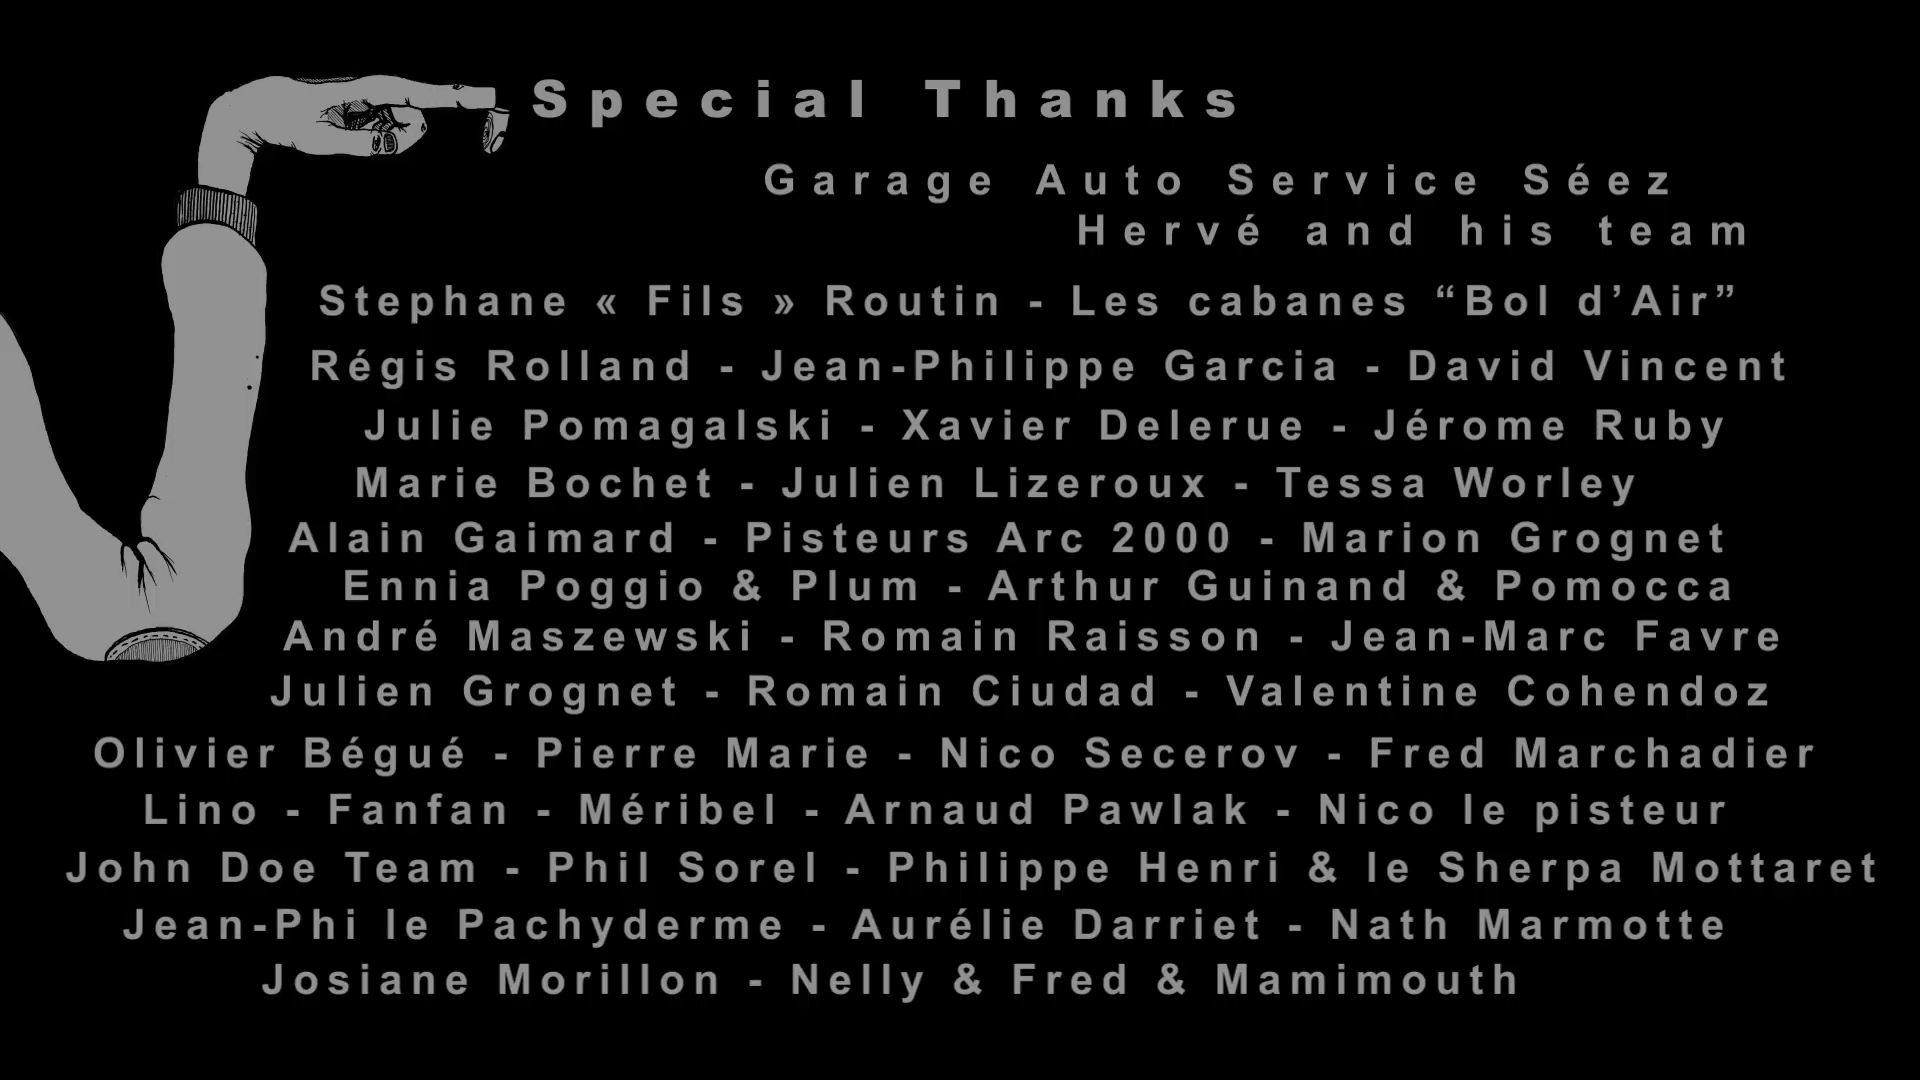 Special Thanks
Garage Auto Service Séez
Hervé and his team
Stephane « Fils » Routin - Les cabanes “Bol d’Air”
Régis Rolland - Jean-Philippe Garcia - David Vincent
Julie Pomagalski - Xavier Delerue - Jérome Ruby
Marie Bochet - Julien Lizeroux - Tessa Worley
Alain Gaimard - Pisteurs Arc 2000 - Marion Grognet
Ennia Poggio & Plum - Arthur Guinand & Pomocca
André Maszewski - Romain Raisson - Jean-Marc Favre
Julien Grognet - Romain Ciudad - Valentine Cohendoz
Olivier Bégué - Pierre Marie - Nico Secerov - Fred Marchadier
Lino - Fanfan - Méribel - Arnaud Pawlak - Nico le pisteur
John Doe Team - Phil Sorel - Philippe Henri & le Sherpa Mottaret
Jean-Phi le Pachyderme - Aurélie Darriet - Nath Marmotte
Josiane Morillon - Nelly & Fred & Mamimouth